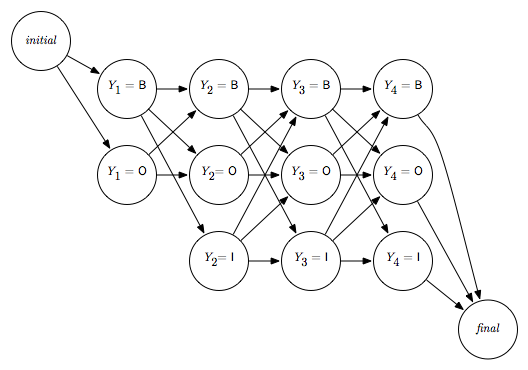 initial
Y1 = B
Y2 = B
Y3 = B
Y4 = B
Y1 = O
Y2= O
Y3 = O
Y4 = O
Y2= I
Y3 = I
Y4 = I
final